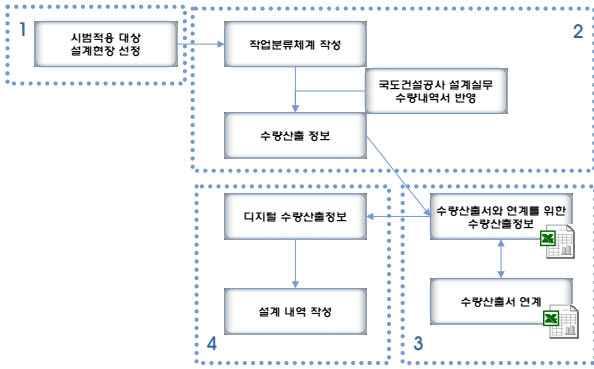 1
시범적용 대상
설계현장 선정
작업분류체계 작성
2
국도건설공사 설계실무
수량내역서 반영
수량산출 정보
디지털 수량산출정보
수량산출서와 연계를 위한
수량산출정보
설계 내역 작성
수량산출서 연계
4
3